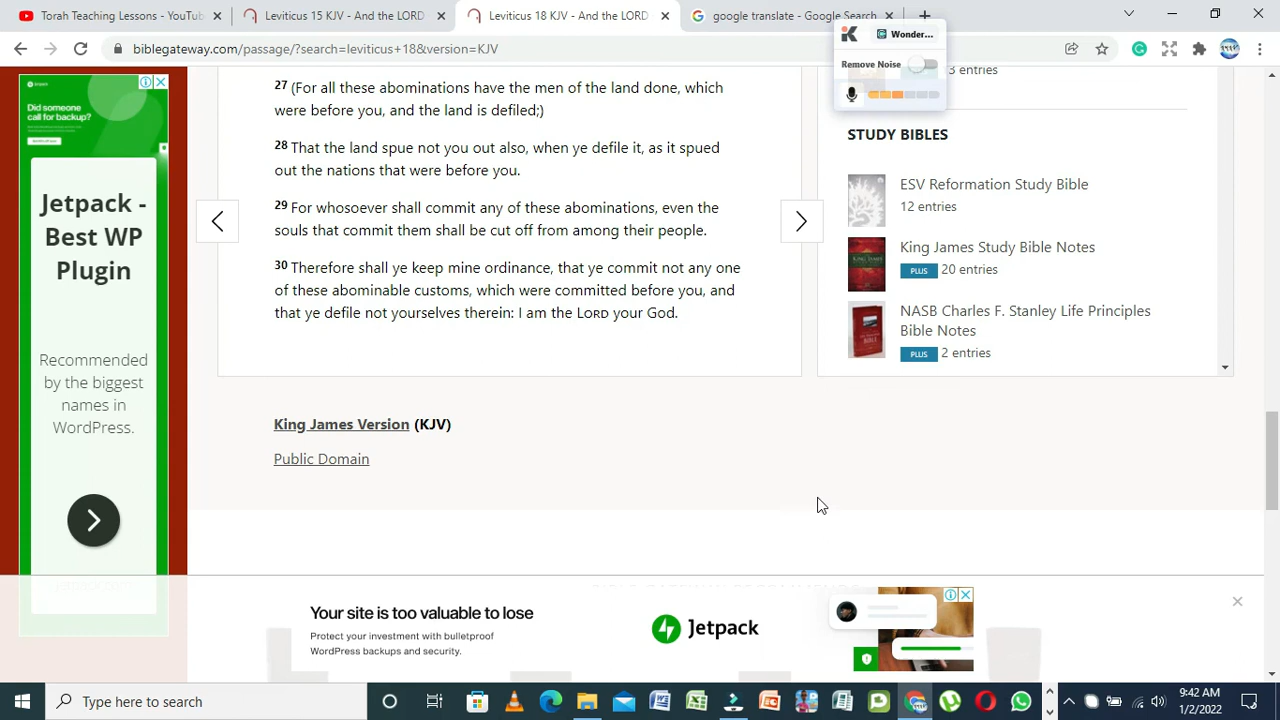 Torah Teaching Lessons - YouTub
Leviticus 19 KJV - And the LORD
Leviticus 18 KJV - And the LORD
google translate - Google Search
biblegateway.com/passage/?search=leviticus+18&version=KJV
Wonder...
Remove Noise
Did someone
call for backup?
Jetpack -
Best WP
Plugin
Recommended
by the biggest
names in
WordPress.
27 (For all these abominations have the men of the land done, which
were before you, and the land is defiled;)
28 That the land spue not you out also, when ye defile it, as it spued
out the nations that were before you.
29 For whosoever shall commit any of these abominations, even the
souls that commit them shall be cut off from among their people.
30 Therefore shall ye keep mine ordinance, that ye commit not any one
of these abominable customs, which were committed before you, and
that ye defile not yourselves therein: I am the LORD your God.
3 entries
STUDY BIBLES
ESV Reformation Study Bible
12 entries
King James Study Bible Notes
PLUS 20 entries
NASB Charles F. Stanley Life Principles
Bible Notes
PLUS 2 entries
King James Version (KJV)
Public Domain
Your site is too valuable to lose
Protect your investment with bulletproof
WordPress backups and security.
Jetpack
Type here to search
:42 AM
1/2/2022